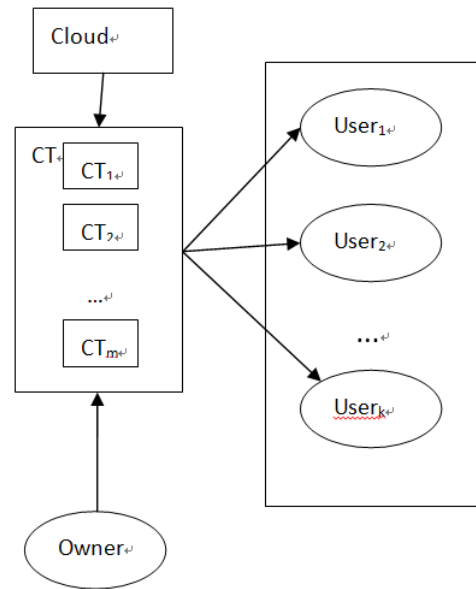 Cloud
CT
CT₁
CT₂
...
CTₘ
Owner
User₁
User₂
...
Userₖ